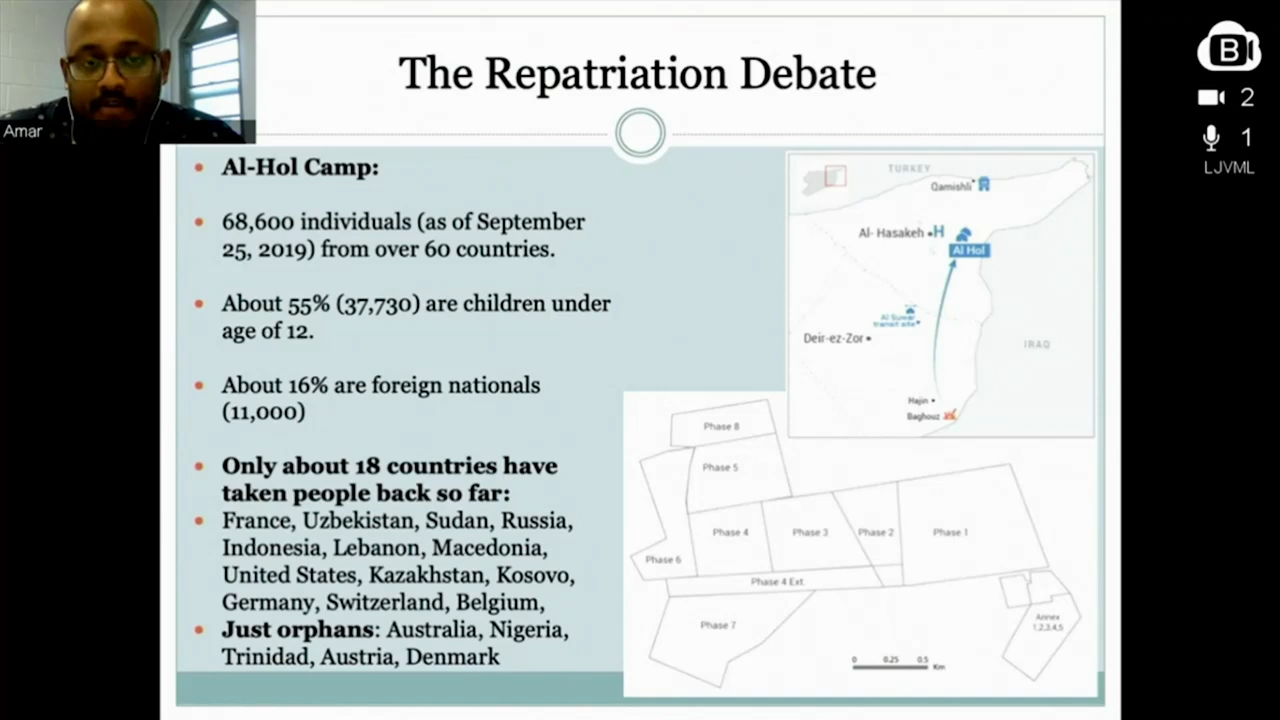 The Repatriation Debate
B
2
1
LJVML
Amar
Al-Hol Camp:
68,600 individuals (as of September
25, 2019) from over 60 countries.
About 55% (37,730) are children under
age of 12.
About 16% are foreign nationals
(11,000)
Only about 18 countries have
taken people back so far:
France, Uzbekistan, Sudan, Russia,
Indonesia, Lebanon, Macedonia,
United States, Kazakhstan, Kosovo,
Germany, Switzerland, Belgium,
Just orphans: Australia, Nigeria,
Trinidad, Austria, Denmark
TURKEY
Qamishli
Al- Hasakeh H
Al Hol
Al Suwar
transit site
Deir-ez-Zor
IRAQ
Hajin
Baghouz
Phase 8
Phase 5
Phase 4
Phase 3
Phase 2
Phase 1
Phase 6
Phase 4 Ext.
Phase 7
Annex
1,2,3,4,5
0 0.25 0.5
Km